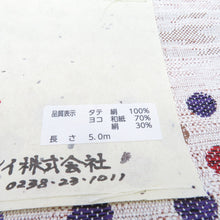 品質表示 タテ 絹 100%
ヨコ 和紙 70%
絹 30%
長さ 5.0m
イ株式会社
0238-23-1011